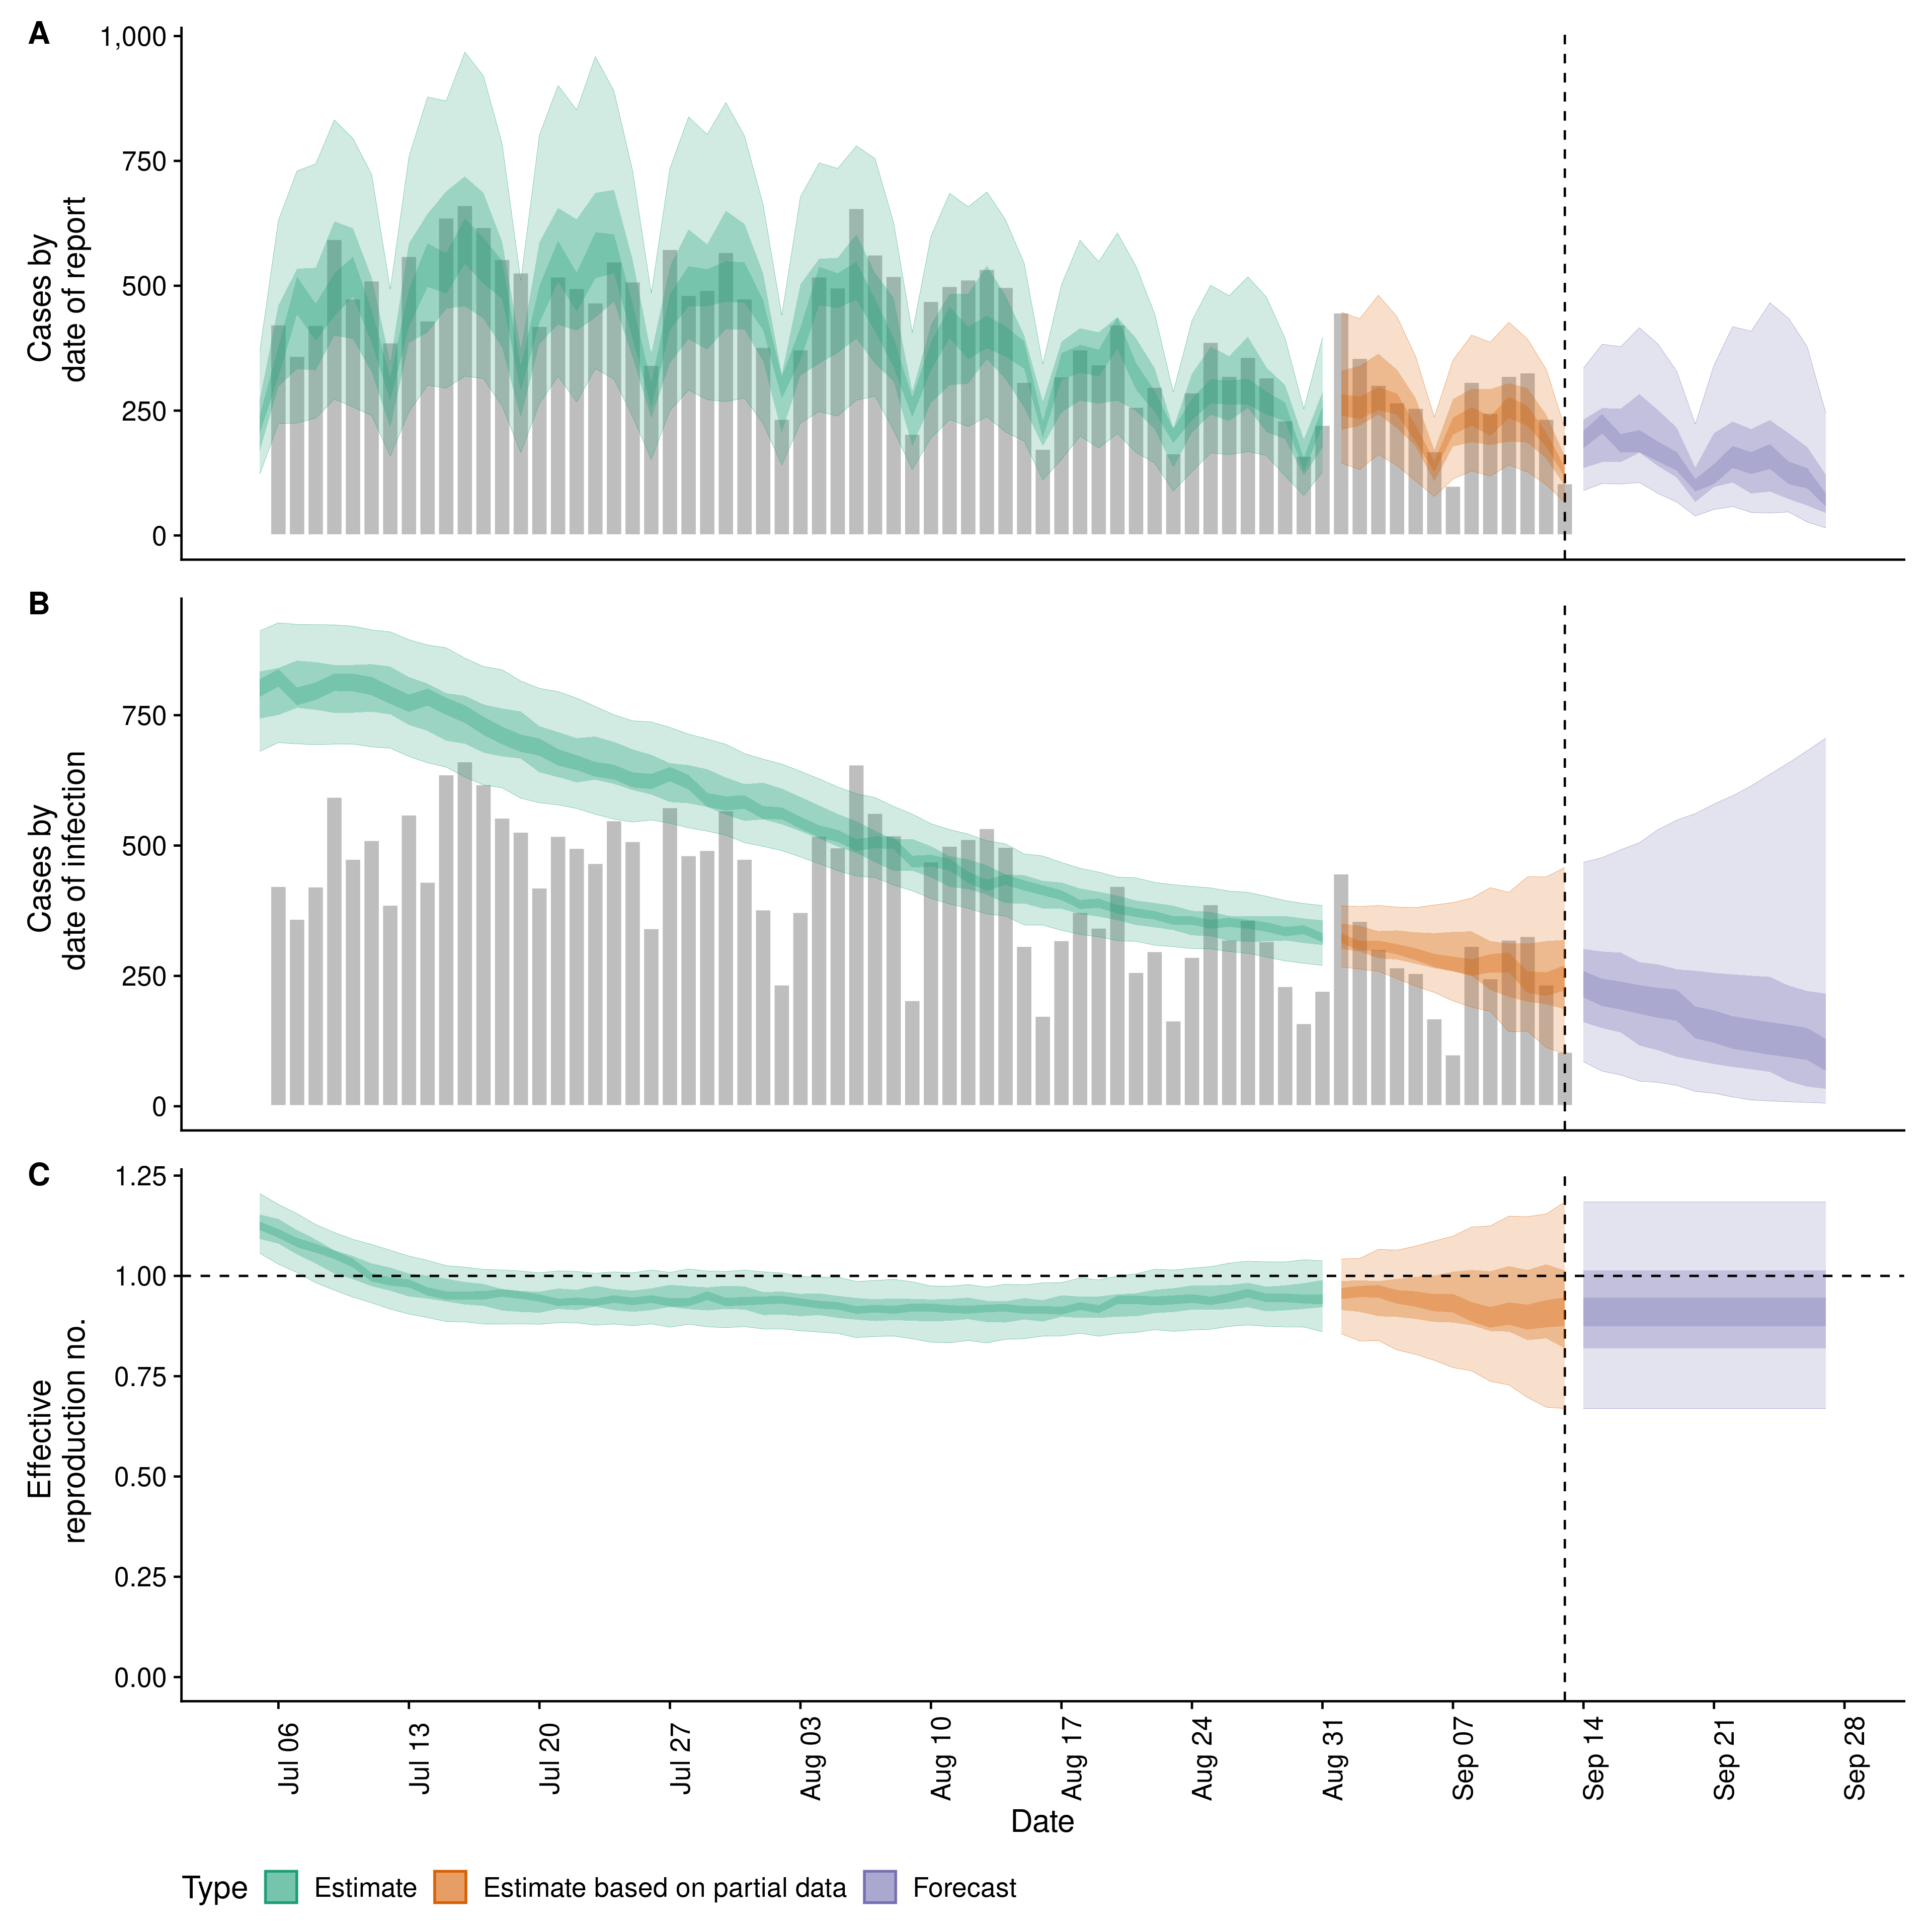 A
1,000
750
500
250
0
Cases by
date of report
B
750
500
250
0
Cases by
date of infection
C
1.25
1.00
0.75
0.50
0.25
0.00
Effective
reproduction no.
Jul 06
Jul 13
Jul 20
Jul 27
Aug 03
Aug 10
Aug 17
Aug 24
Aug 31
Sep 07
Sep 14
Sep 21
Sep 28
Date
Type Estimate Estimate based on partial data Forecast